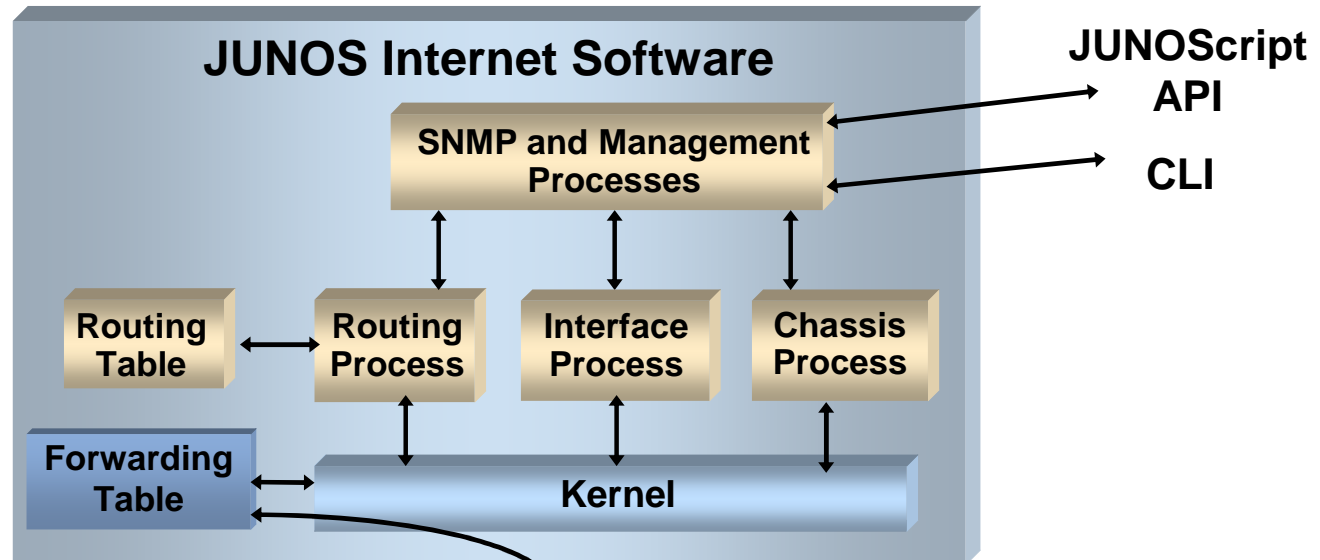 JUNOS Internet Software
JUNOScript
API
CLI
SNMP and Management
Processes
Routing
Table
Routing
Process
Interface
Process
Chassis
Process
Forwarding
Table
Kernel